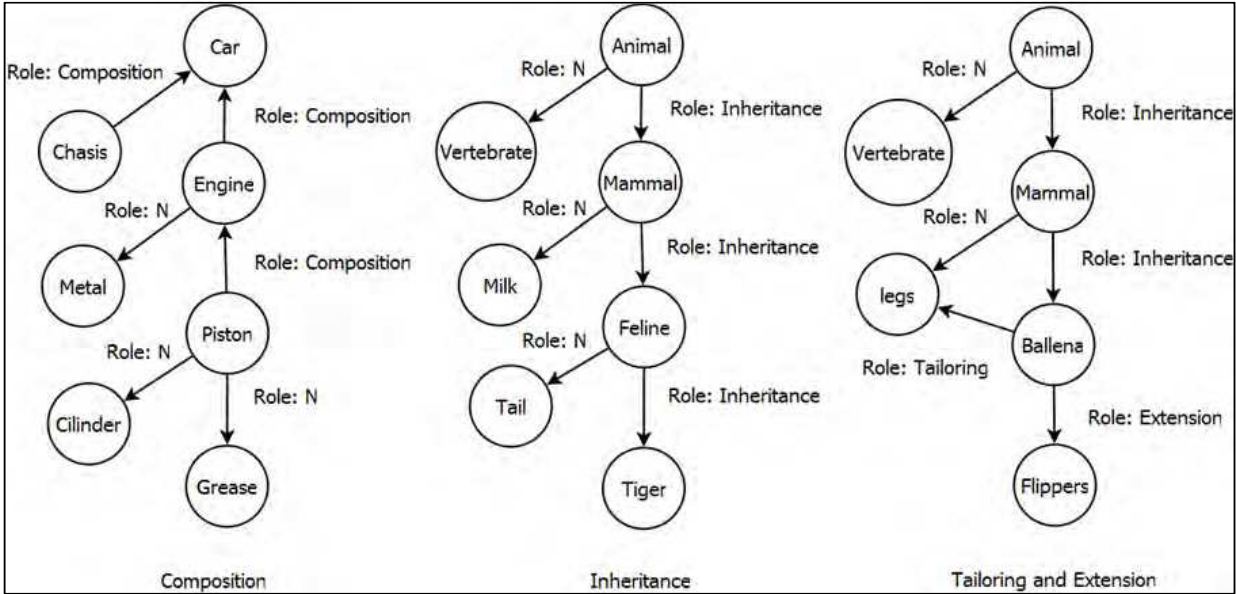 Car
Role: Composition
Chasis
Role: Composition
Engine
Role: N
Metal
Role: Composition
Piston
Role: N
Cilinder
Role: N
Grease
Composition
Animal
Role: N
Vertebrate
Role: Inheritance
Mammal
Role: N
Milk
Role: Inheritance
Feline
Role: N
Tail
Role: Inheritance
Tiger
Inheritance
Animal
Role: N
Vertebrate
Role: Inheritance
Mammal
Role: N
legs
Role: Inheritance
Ballena
Role: Tailoring
Role: Extension
Flippers
Tailoring and Extension